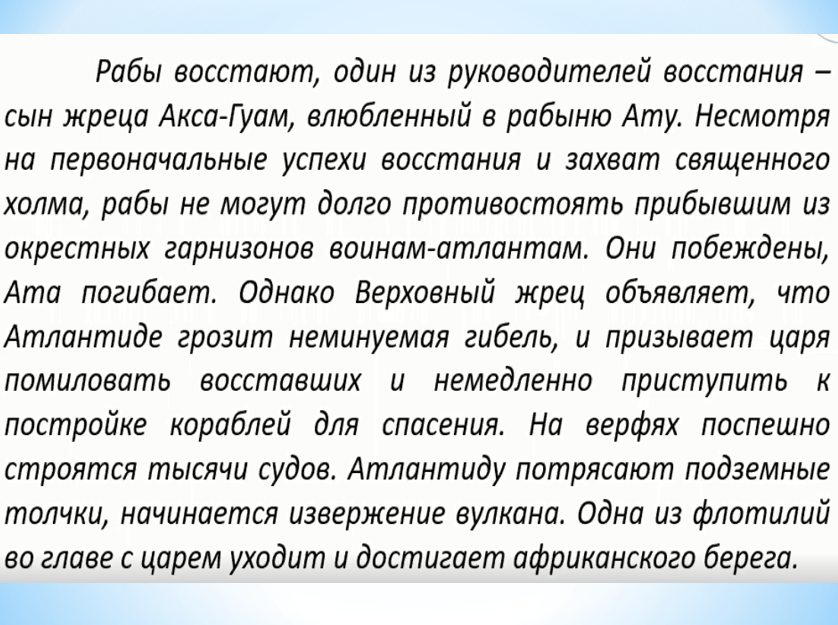 Рабы восстают, один из руководителей восстания –
сын жреца Акса-Гуам, влюбленный в рабыню Ату. Несмотря
на первоначальные успехи восстания и захват священного
холма, рабы не могут долго противостоять прибывшим из
окрестных гарнизонов воинам-атлантам. Они побеждены,
Ата погибает. Однако Верховный жрец объявляет, что
Атлантиде грозит неминуемая гибель, и призывает царя
помиловать восставших и немедленно приступить к
постройке кораблей для спасения. На верфях поспешно
строятся тысячи судов. Атлантиду потрясают подземные
толчки, начинается извержение вулкана. Одна из флотилий
во главе с царем уходит и достигает африканского берега.